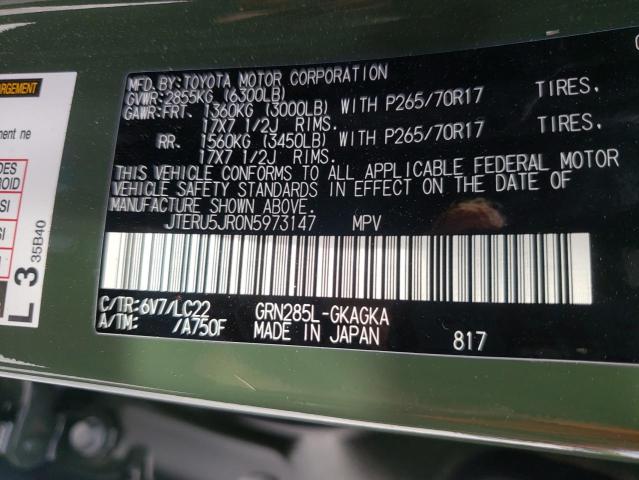 ORGEMENT
ment ne
DES
ROID
SI
SI
L 3
35B40
MFD.BY:TOYOTA MOTOR CORPORATION
GVWR:2855KG (6300LB)
GAWR:FRT. 1360KG (3000LB) WITH P265/70R17 TIRES,
17X7 1/2J RIMS.
RR. 1560KG (3450LB) WITH P265/70R17 TIRES,
17X7 1/2J RIMS.
THIS VEHICLE CONFORMS TO ALL APPLICABLE FEDERAL MOTOR
VEHICLE SAFETY STANDARDS IN EFFECT ON THE DATE OF
MANUFACTURE SHOWN ABOVE.
JTERU5JR0N5973147 MPV
C/TR:6V7/LC22 GRN285L-GKAGKA
A/TM: /A750F MADE IN JAPAN 817